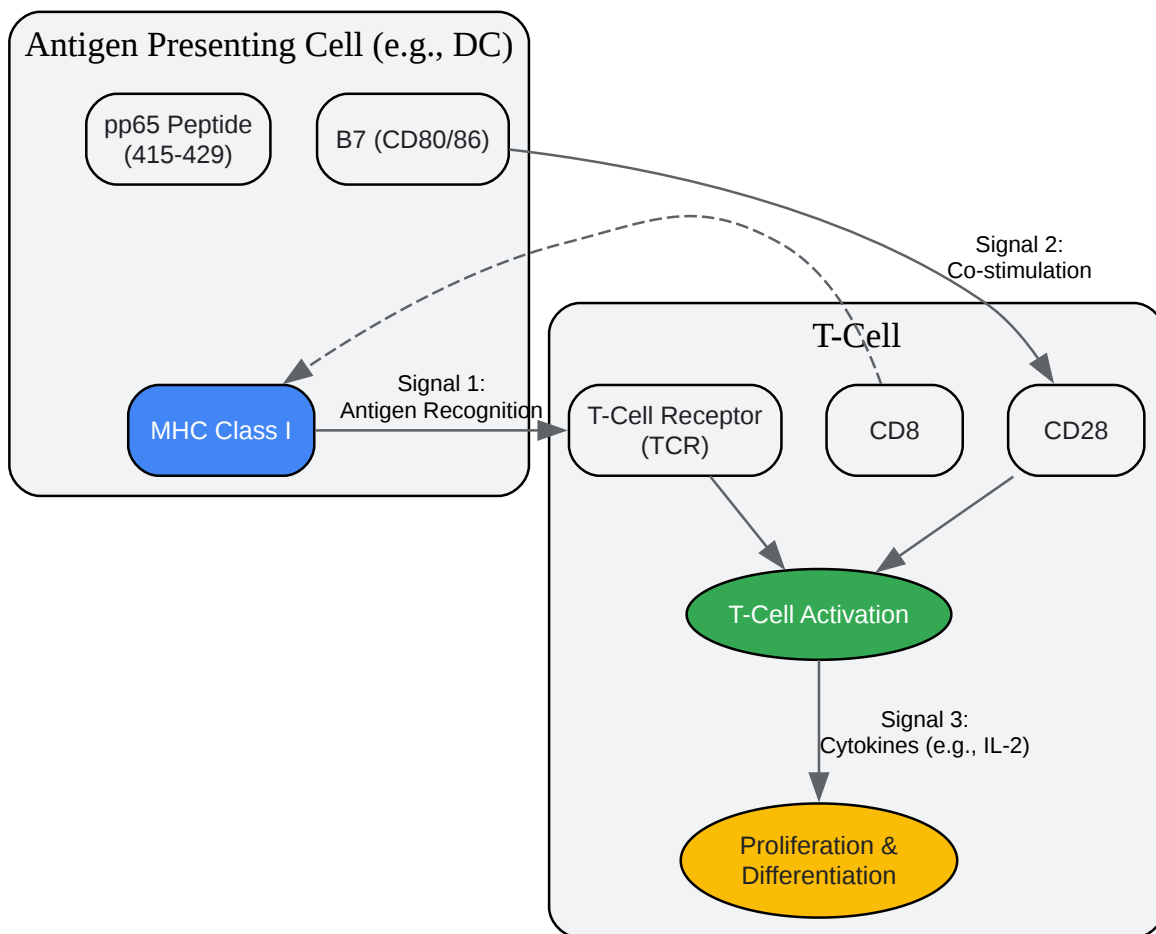 Antigen Presenting Cell (e.g., DC)
pp65 Peptide
(415-429)
B7 (CD80/86)
Signal 2:
Co-stimulation
T-Cell
Signal 1:
Antigen Recognition
MHC Class I
T-Cell Receptor
(TCR)
CD8
CD28
T-Cell Activation
Signal 3:
Cytokines (e.g., IL-2)
Proliferation &
Differentiation